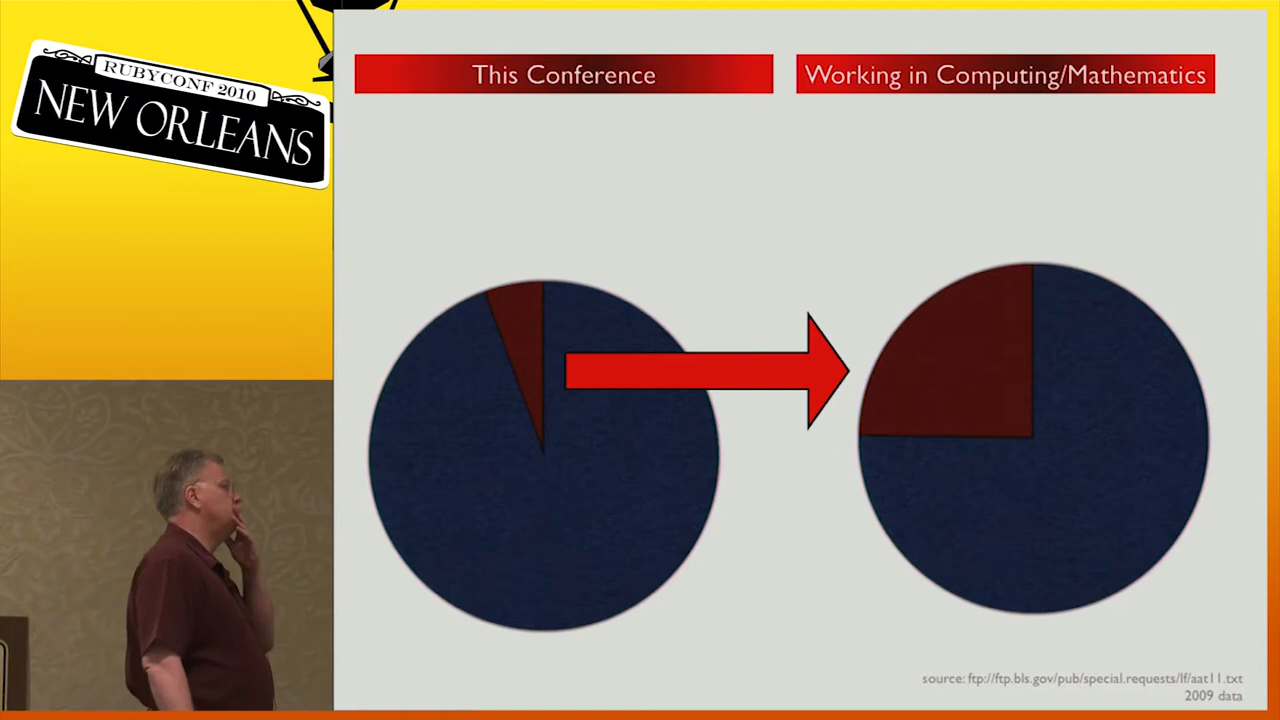 RUBYCONF 2010
NEW ORLEANS
This Conference
Working in Computing/Mathematics
source: ftp://ftp.bls.gov/pub/special.requests/lf/aat11.txt
2009 data